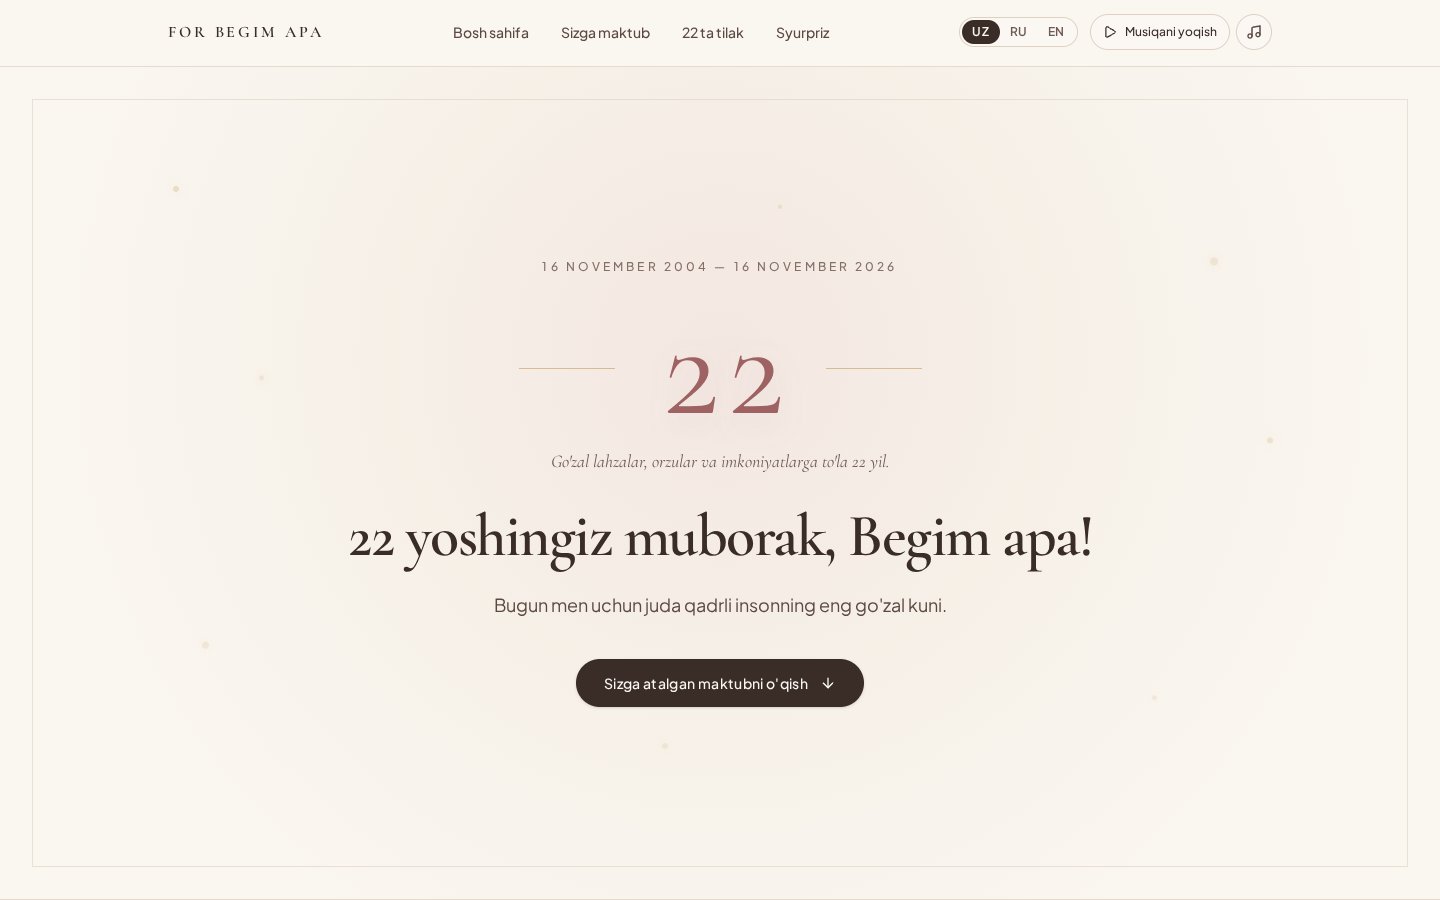 FOR BEGIM APA
Bosh sahifa
Sizga maktub
22 ta tilak
Syurpriz
UZ
RU
EN
Musiqani yoqish
16 NOVEMBER 2004 — 16 NOVEMBER 2026
22
Go'zal lahzalar, orzular va imkoniyatlarga to'la 22 yil.
22 yoshingiz muborak, Begim apa!
Bugun men uchun juda qadrli insonning eng go'zal kuni.
Sizga atalgan maktubni o'qish